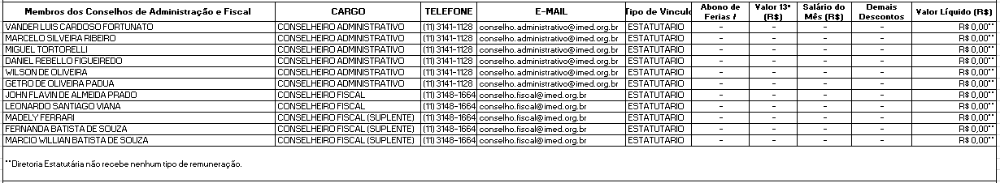 Membros dos Conselhos de Administração e Fiscal CARGO TELEFONE E-MAIL Tipo de Vinculo Abono de Ferias / Valor 13º (R$) Salário do Mês (R$) Demais Descontos Valor Líquido (R$)
VANDER LUIS CARDOSO FORTUNATO CONSELHEIRO ADMINISTRATIVO (11) 3141-1128 conselho.administrativo@imed.org.br ESTATUTARIO - - - - R$ 0,00**
MARCELO SILVEIRA RIBEIRO CONSELHEIRO ADMINISTRATIVO (11) 3141-1128 conselho.administrativo@imed.org.br ESTATUTARIO - - - - R$ 0,00**
MIGUEL TORTORELLI CONSELHEIRO ADMINISTRATIVO (11) 3141-1128 conselho.administrativo@imed.org.br ESTATUTARIO - - - - R$ 0,00**
DANIEL REBELLO FIGUEIREDO CONSELHEIRO ADMINISTRATIVO (11) 3141-1128 conselho.administrativo@imed.org.br ESTATUTARIO - - - - R$ 0,00**
WILSON DE OLIVEIRA CONSELHEIRO ADMINISTRATIVO (11) 3141-1128 conselho.administrativo@imed.org.br ESTATUTARIO - - - - R$ 0,00**
GETRO DE OLIVEIRA PADUA CONSELHEIRO ADMINISTRATIVO (11) 3141-1128 conselho.administrativo@imed.org.br ESTATUTARIO - - - - R$ 0,00**
JOHN FLAVIN DE ALMEIDA PRADO CONSELHEIRO FISCAL (11) 3148-1664 conselho.fiscal@imed.org.br ESTATUTARIO - - - - R$ 0,00**
LEONARDO SANTIAGO VIANA CONSELHEIRO FISCAL (11) 3148-1664 conselho.fiscal@imed.org.br ESTATUTARIO - - - - R$ 0,00**
MADELY FERRARI CONSELHEIRO FISCAL (SUPLENTE) (11) 3148-1664 conselho.fiscal@imed.org.br ESTATUTARIO - - - - R$ 0,00**
FERNANDA BATISTA DE SOUZA CONSELHEIRO FISCAL (SUPLENTE) (11) 3148-1664 conselho.fiscal@imed.org.br ESTATUTARIO - - - - R$ 0,00**
MARCIO WILLIAN BATISTA DE SOUZA CONSELHEIRO FISCAL (SUPLENTE) (11) 3148-1664 conselho.fiscal@imed.org.br ESTATUTARIO - - - - R$ 0,00**
**Diretoria Estatutária não recebe nenhum tipo de remuneração.